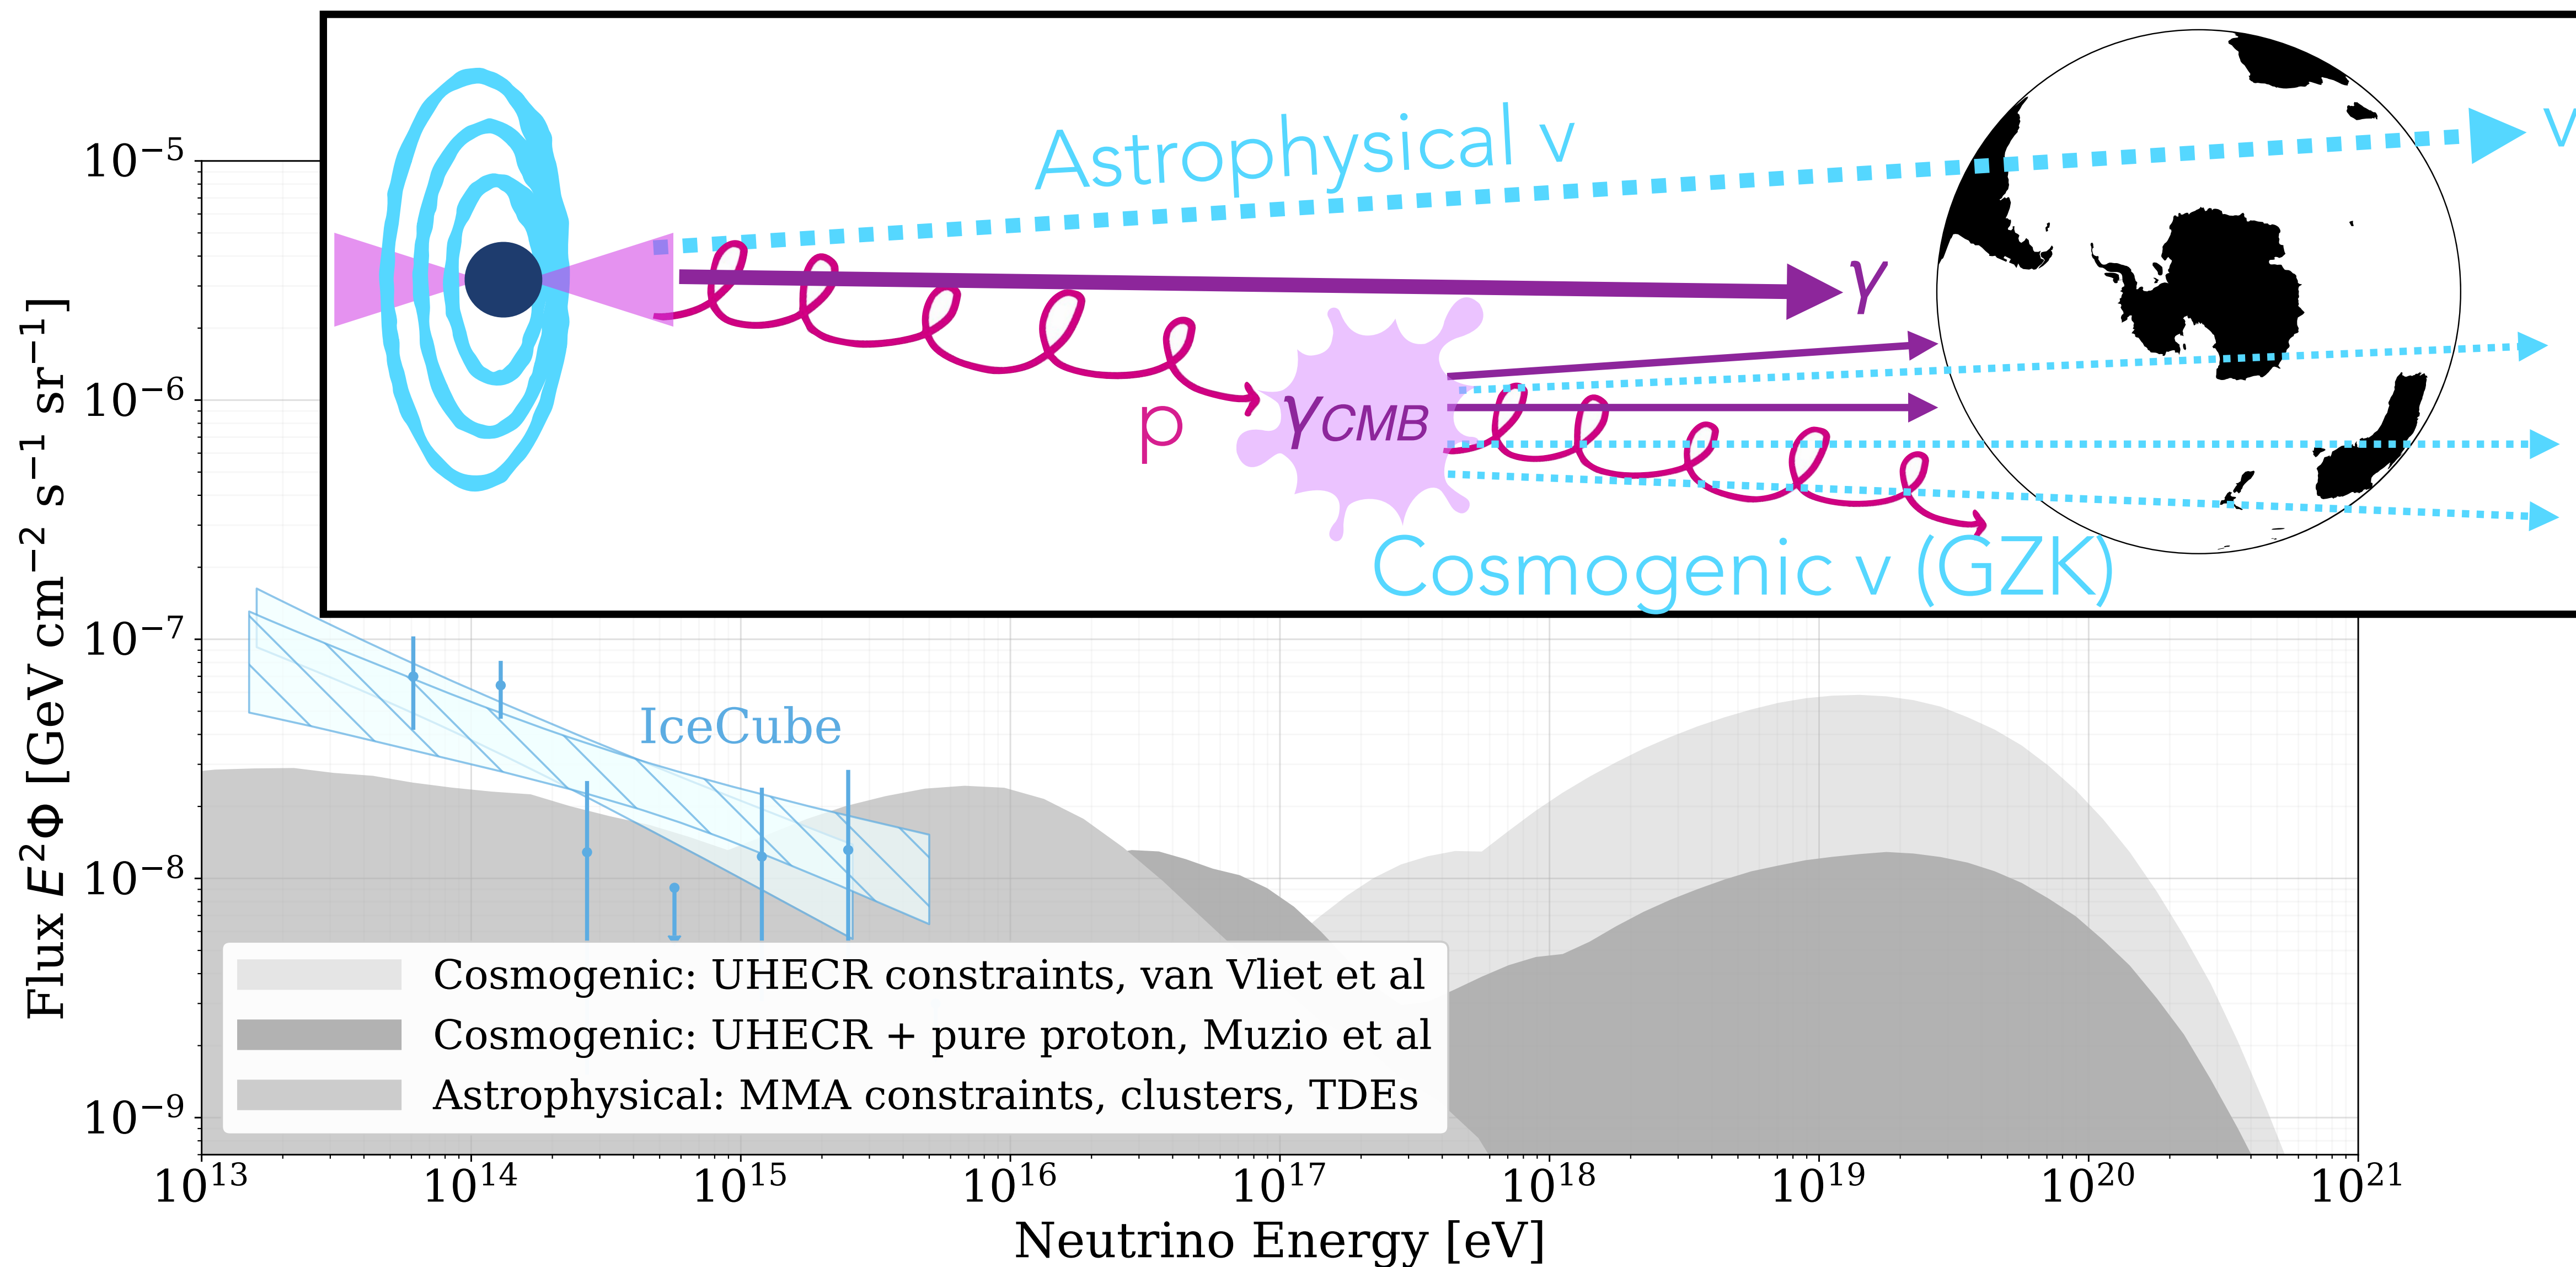 Astrophysical ν
ν
γ
p
γCMB
Cosmogenic ν (GZK)
Flux E²Φ [GeV cm⁻² s⁻¹ sr⁻¹]
10⁻⁵
10⁻⁶
10⁻⁷
10⁻⁸
10⁻⁹
IceCube
Cosmogenic: UHECR constraints, van Vliet et al
Cosmogenic: UHECR + pure proton, Muzio et al
Astrophysical: MMA constraints, clusters, TDEs
10¹³ 10¹⁴ 10¹⁵ 10¹⁶ 10¹⁷ 10¹⁸ 10¹⁹ 10²⁰ 10²¹
Neutrino Energy [eV]